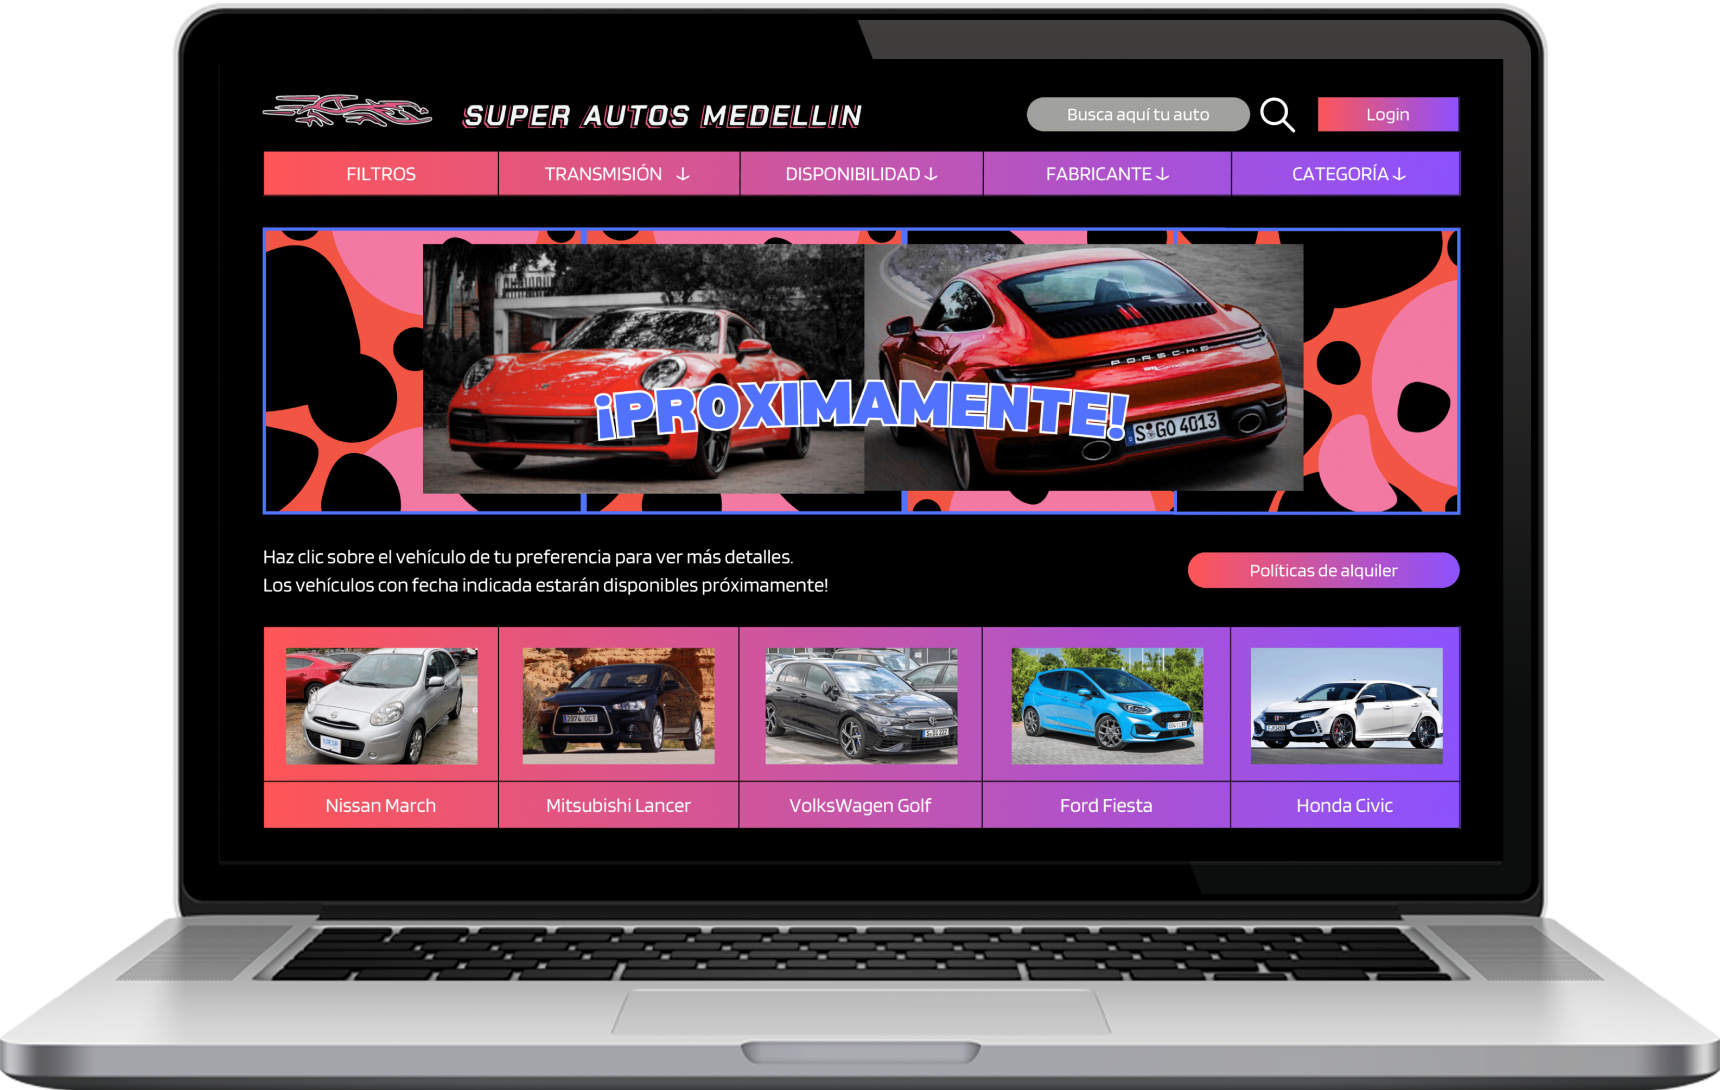 SUPER AUTOS MEDELLIN
Busca aquí tu auto
Login
FILTROS
TRANSMISIÓN
DISPONIBILIDAD
FABRICANTE
CATEGORÍA
PORSCHE
¡PROXIMAMENTE!
S GO 4013
Haz clic sobre el vehículo de tu preferencia para ver más detalles.
Los vehículos con fecha indicada estarán disponibles próximamente!
Políticas de alquiler
2974 GCT
Nissan March
Mitsubishi Lancer
VolksWagen Golf
Ford Fiesta
Honda Civic